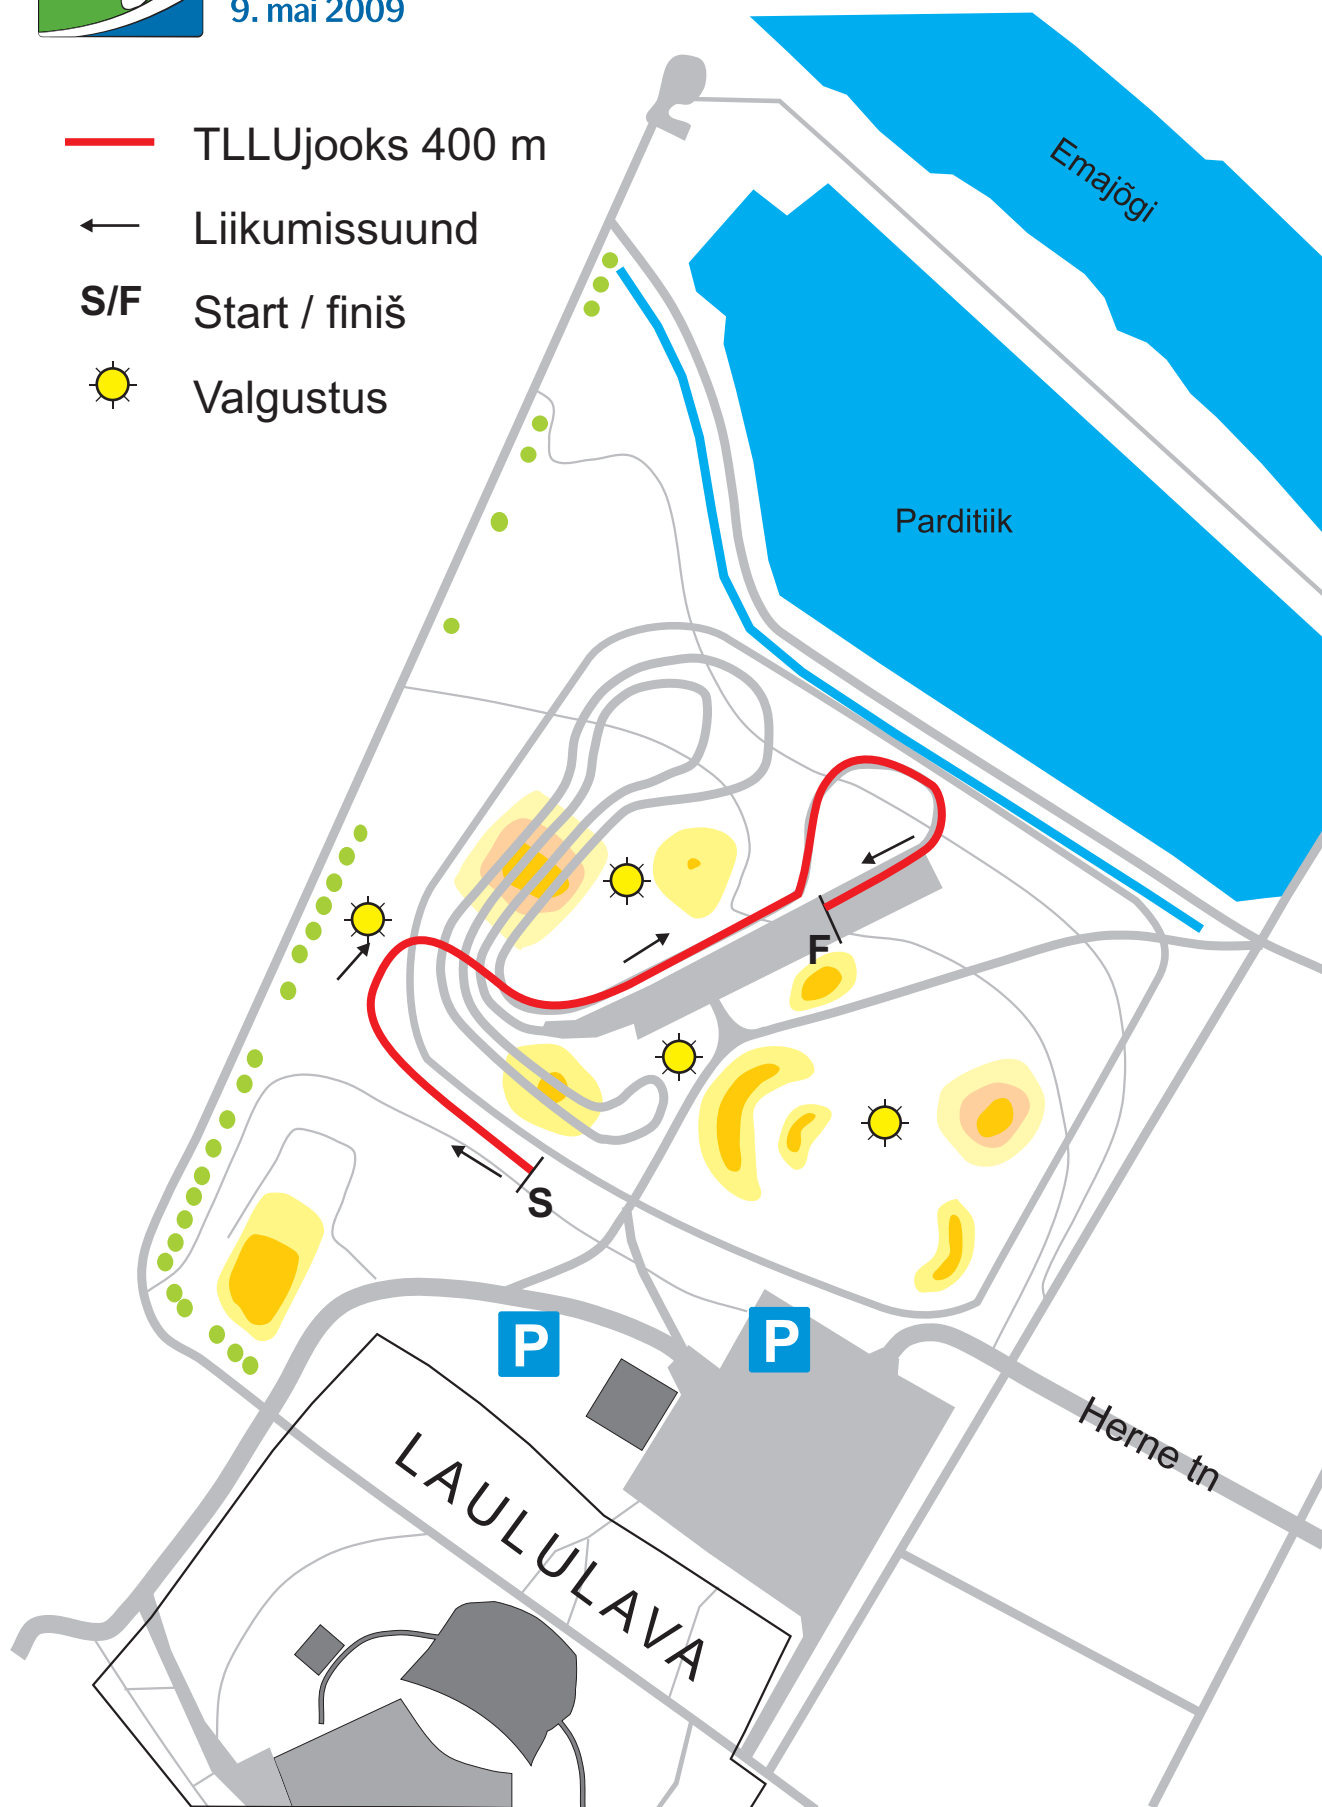 9. mai 2009
TLLUjooks 400 m
Liikumissuund
S/F Start / finiš
Valgustus
Emajõgi
Parditiik
F
S
P
P
Herne tn
LAULULAVA